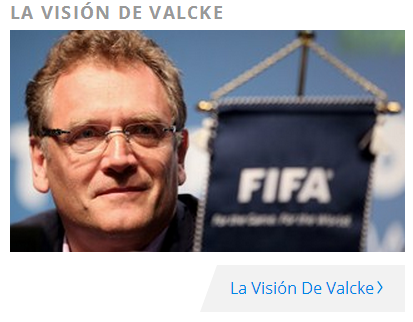 LA VISIÓN DE VALCKE
FIFA
For the Game. For the World.
La Visión De Valcke